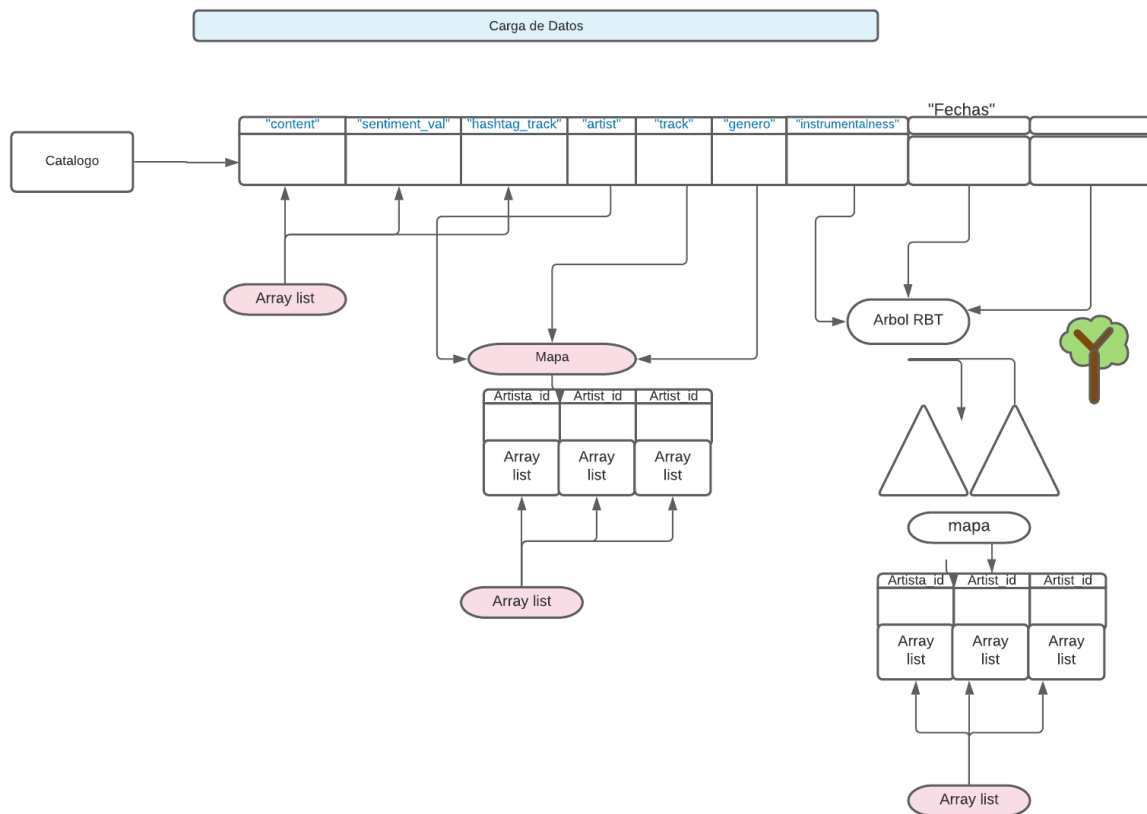 Carga de Datos
"Fechas"
"content" "sentiment_val" "hashtag_track" "artist" "track" "genero" "instrumentalness"
Catalogo
Array list
Arbol RBT
Mapa
Artista_id Artist_id Artist_id
Array Array Array
list list list
mapa
Artista_id Artist_id Artist_id
Array list
Array Array Array
list list list
Array list